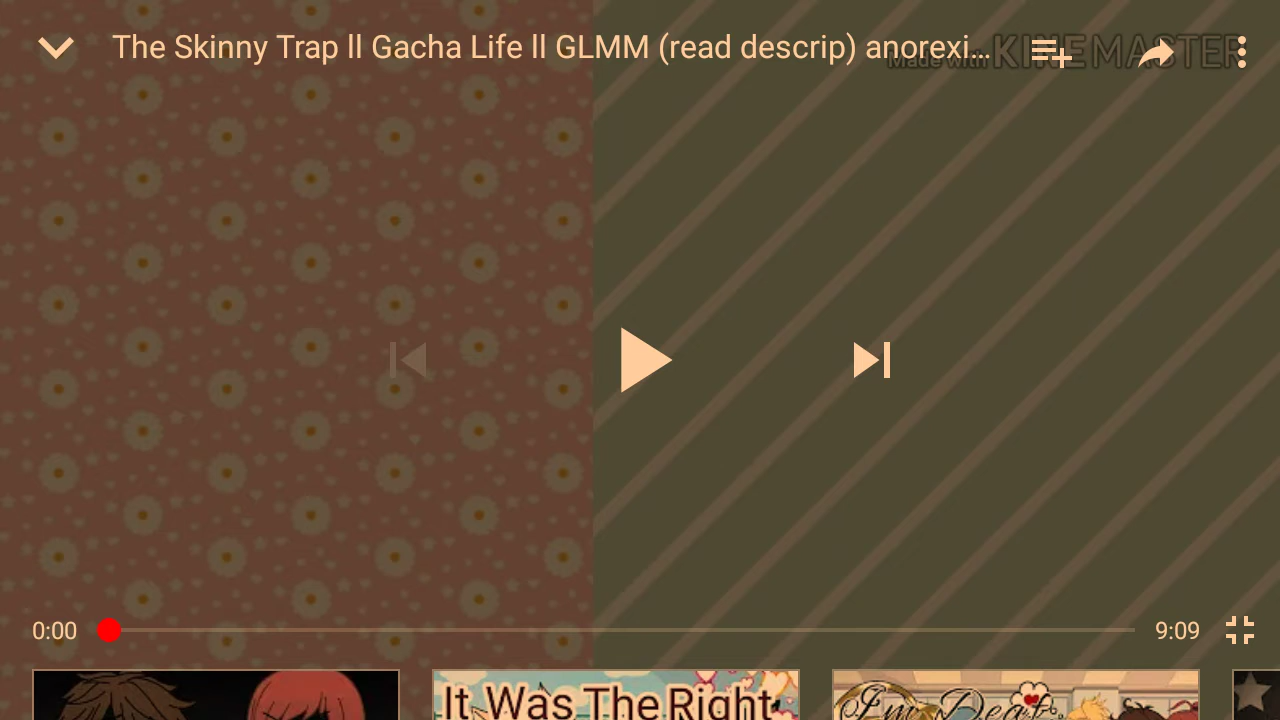 The Skinny Trap ll Gacha Life ll GLMM (read descrip) anorexi...
Made with KINEMASTER
0:00
9:09
It Was The Right
I'm Deaf.